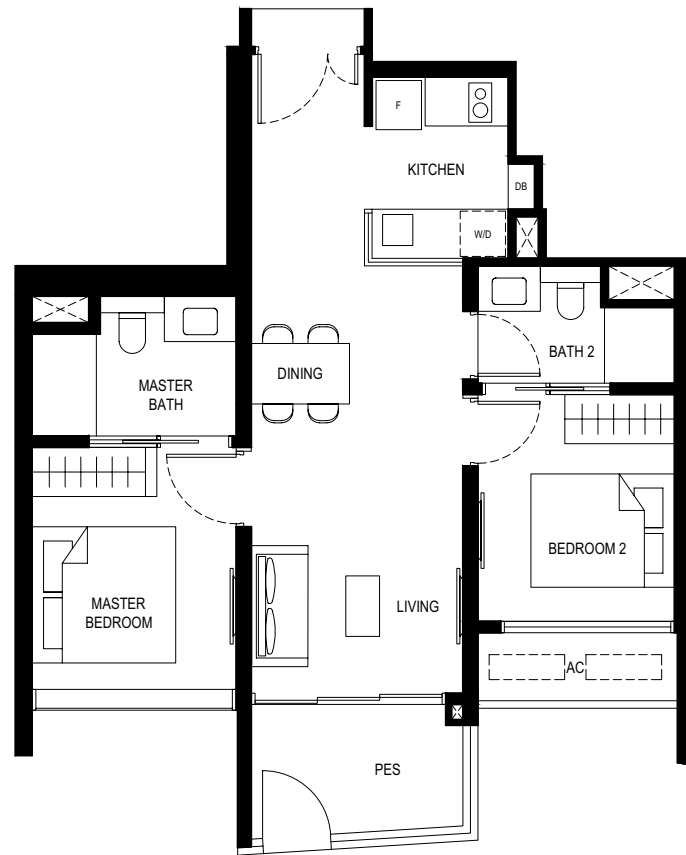 F
KITCHEN
DB
W/D
BATH 2
DINING
MASTER
BATH
BEDROOM 2
MASTER
BEDROOM
LIVING
AC
PES